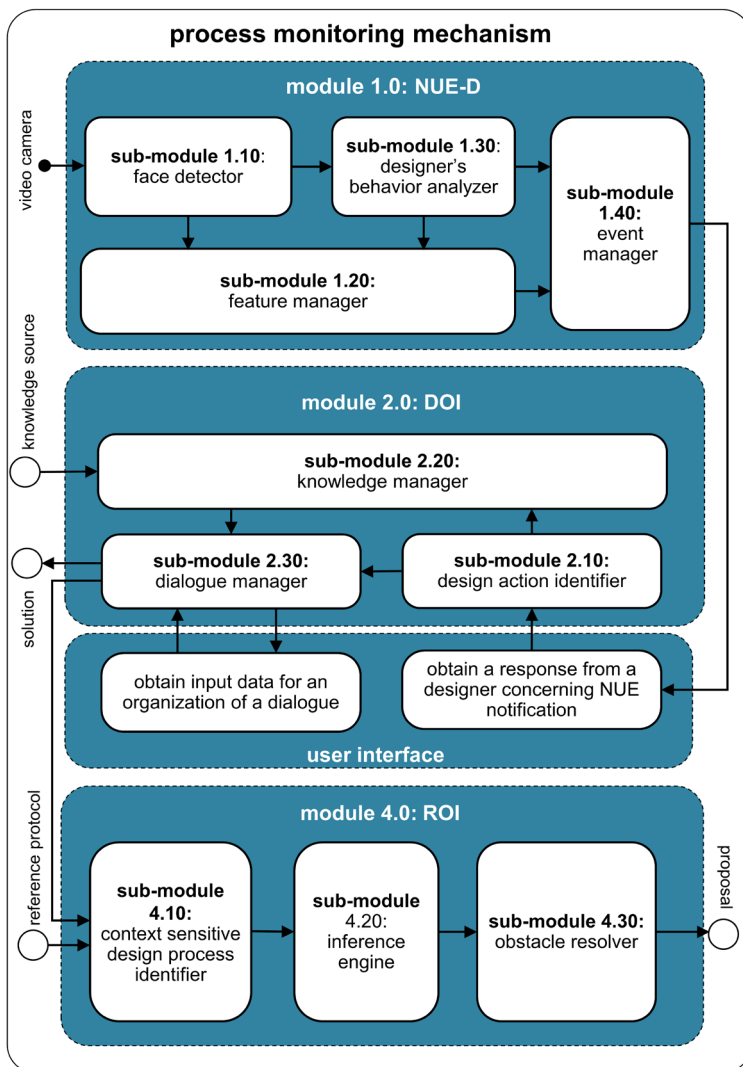 process monitoring mechanism
module 1.0: NUE-D
video camera
sub-module 1.10:
face detector
sub-module 1.30:
designer's
behavior analyzer
sub-module
1.40:
event
manager
sub-module 1.20:
feature manager
knowledge source
module 2.0: DOI
sub-module 2.20:
knowledge manager
solution
sub-module 2.30:
dialogue manager
sub-module 2.10:
design action identifier
obtain input data for an
organization of a dialogue
obtain a response from a
designer concerning NUE
notification
user interface
reference protocol
module 4.0: ROI
sub-module
4.10:
context sensitive
design process
identifier
sub-module
4.20:
inference
engine
sub-module 4.30:
obstacle resolver
proposal